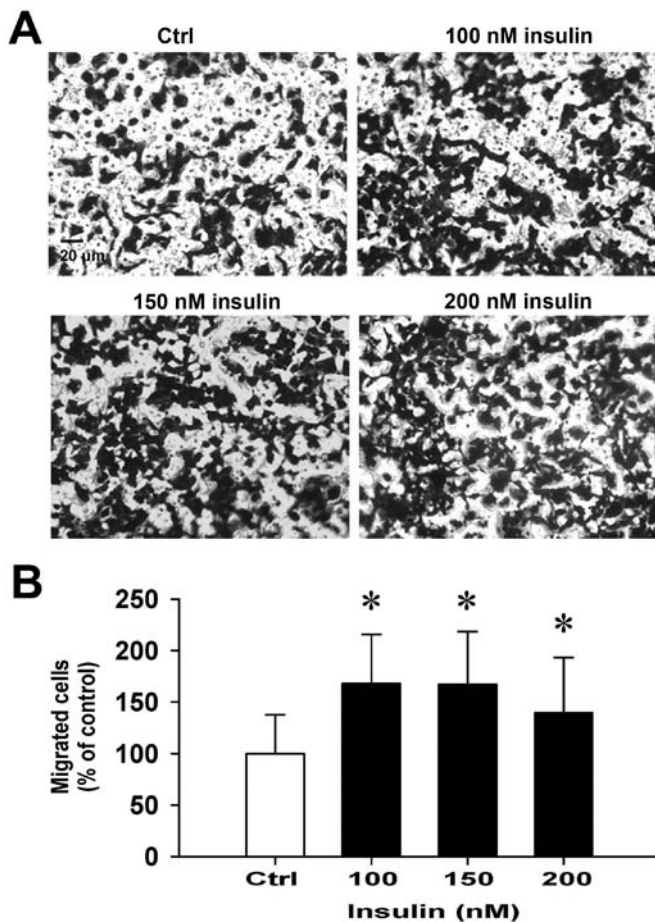 A
Ctrl
100 nM insulin
20 µm
150 nM insulin
200 nM insulin
B
Migrated cells
(% of control)
250
200
150
100
50
0
*
*
*
Ctrl
100
150
200
Insulin (nM)